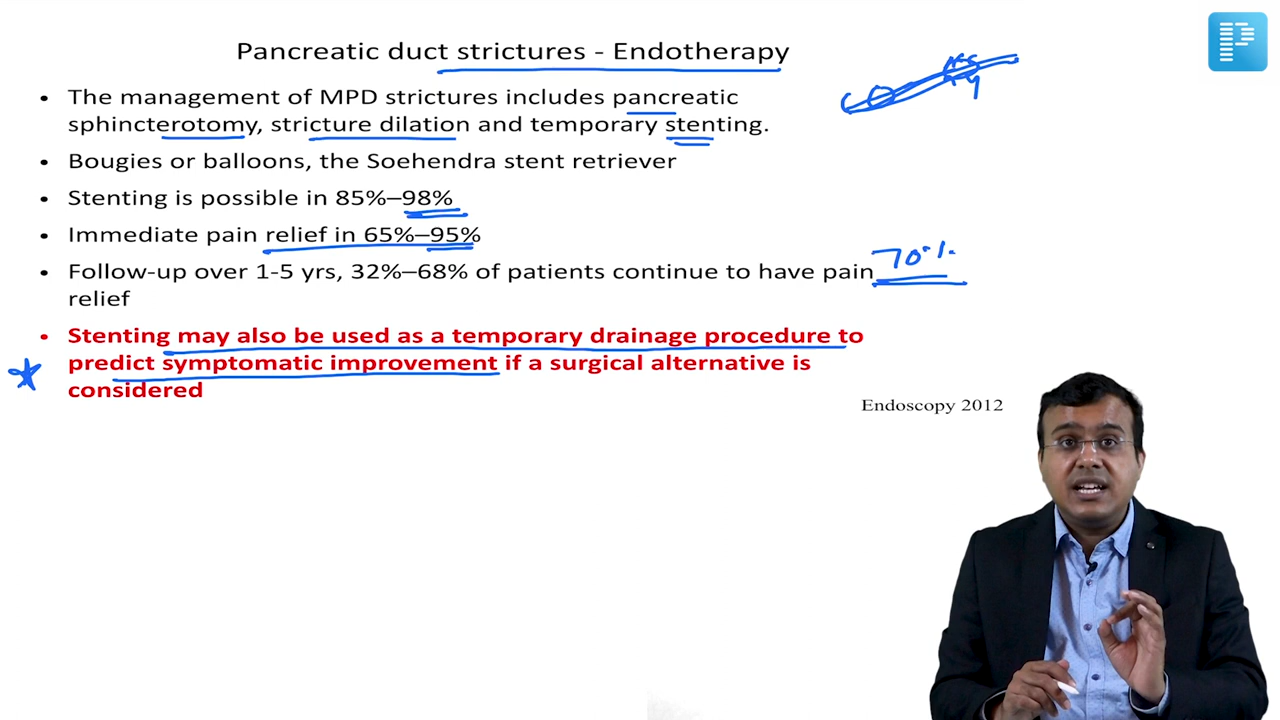 Pancreatic duct strictures - Endotherapy
• The management of MPD strictures includes pancreatic
sphincterotomy, stricture dilation and temporary stenting.
• Bougies or balloons, the Soehendra stent retriever
• Stenting is possible in 85%–98%
• Immediate pain relief in 65%–95%
• Follow-up over 1-5 yrs, 32%–68% of patients continue to have pain
70%
relief
• Stenting may also be used as a temporary drainage procedure to
predict symptomatic improvement if a surgical alternative is
considered
Endoscopy 2012